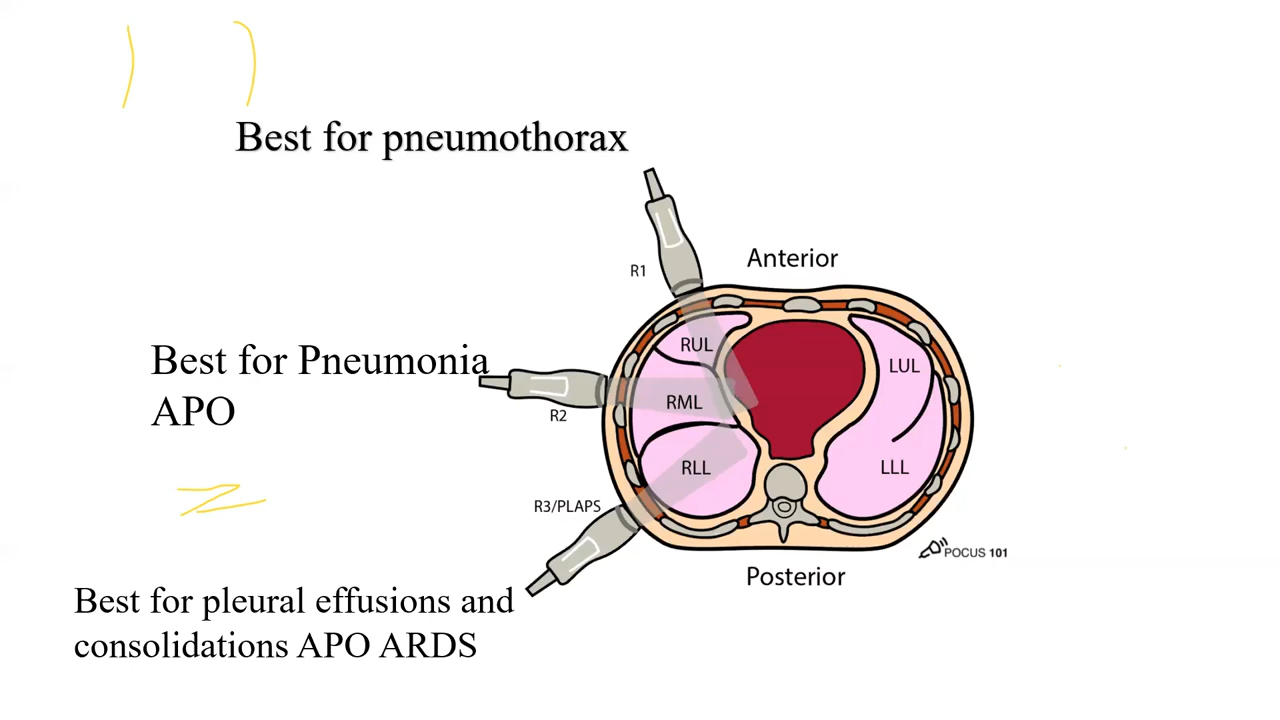 Best for pneumothorax
R1
Anterior
RUL
LUL
Best for Pneumonia
APO
R2
RML
RLL
LLL
R3/PLAPS
POCUS 101
Posterior
Best for pleural effusions and
consolidations APO ARDS